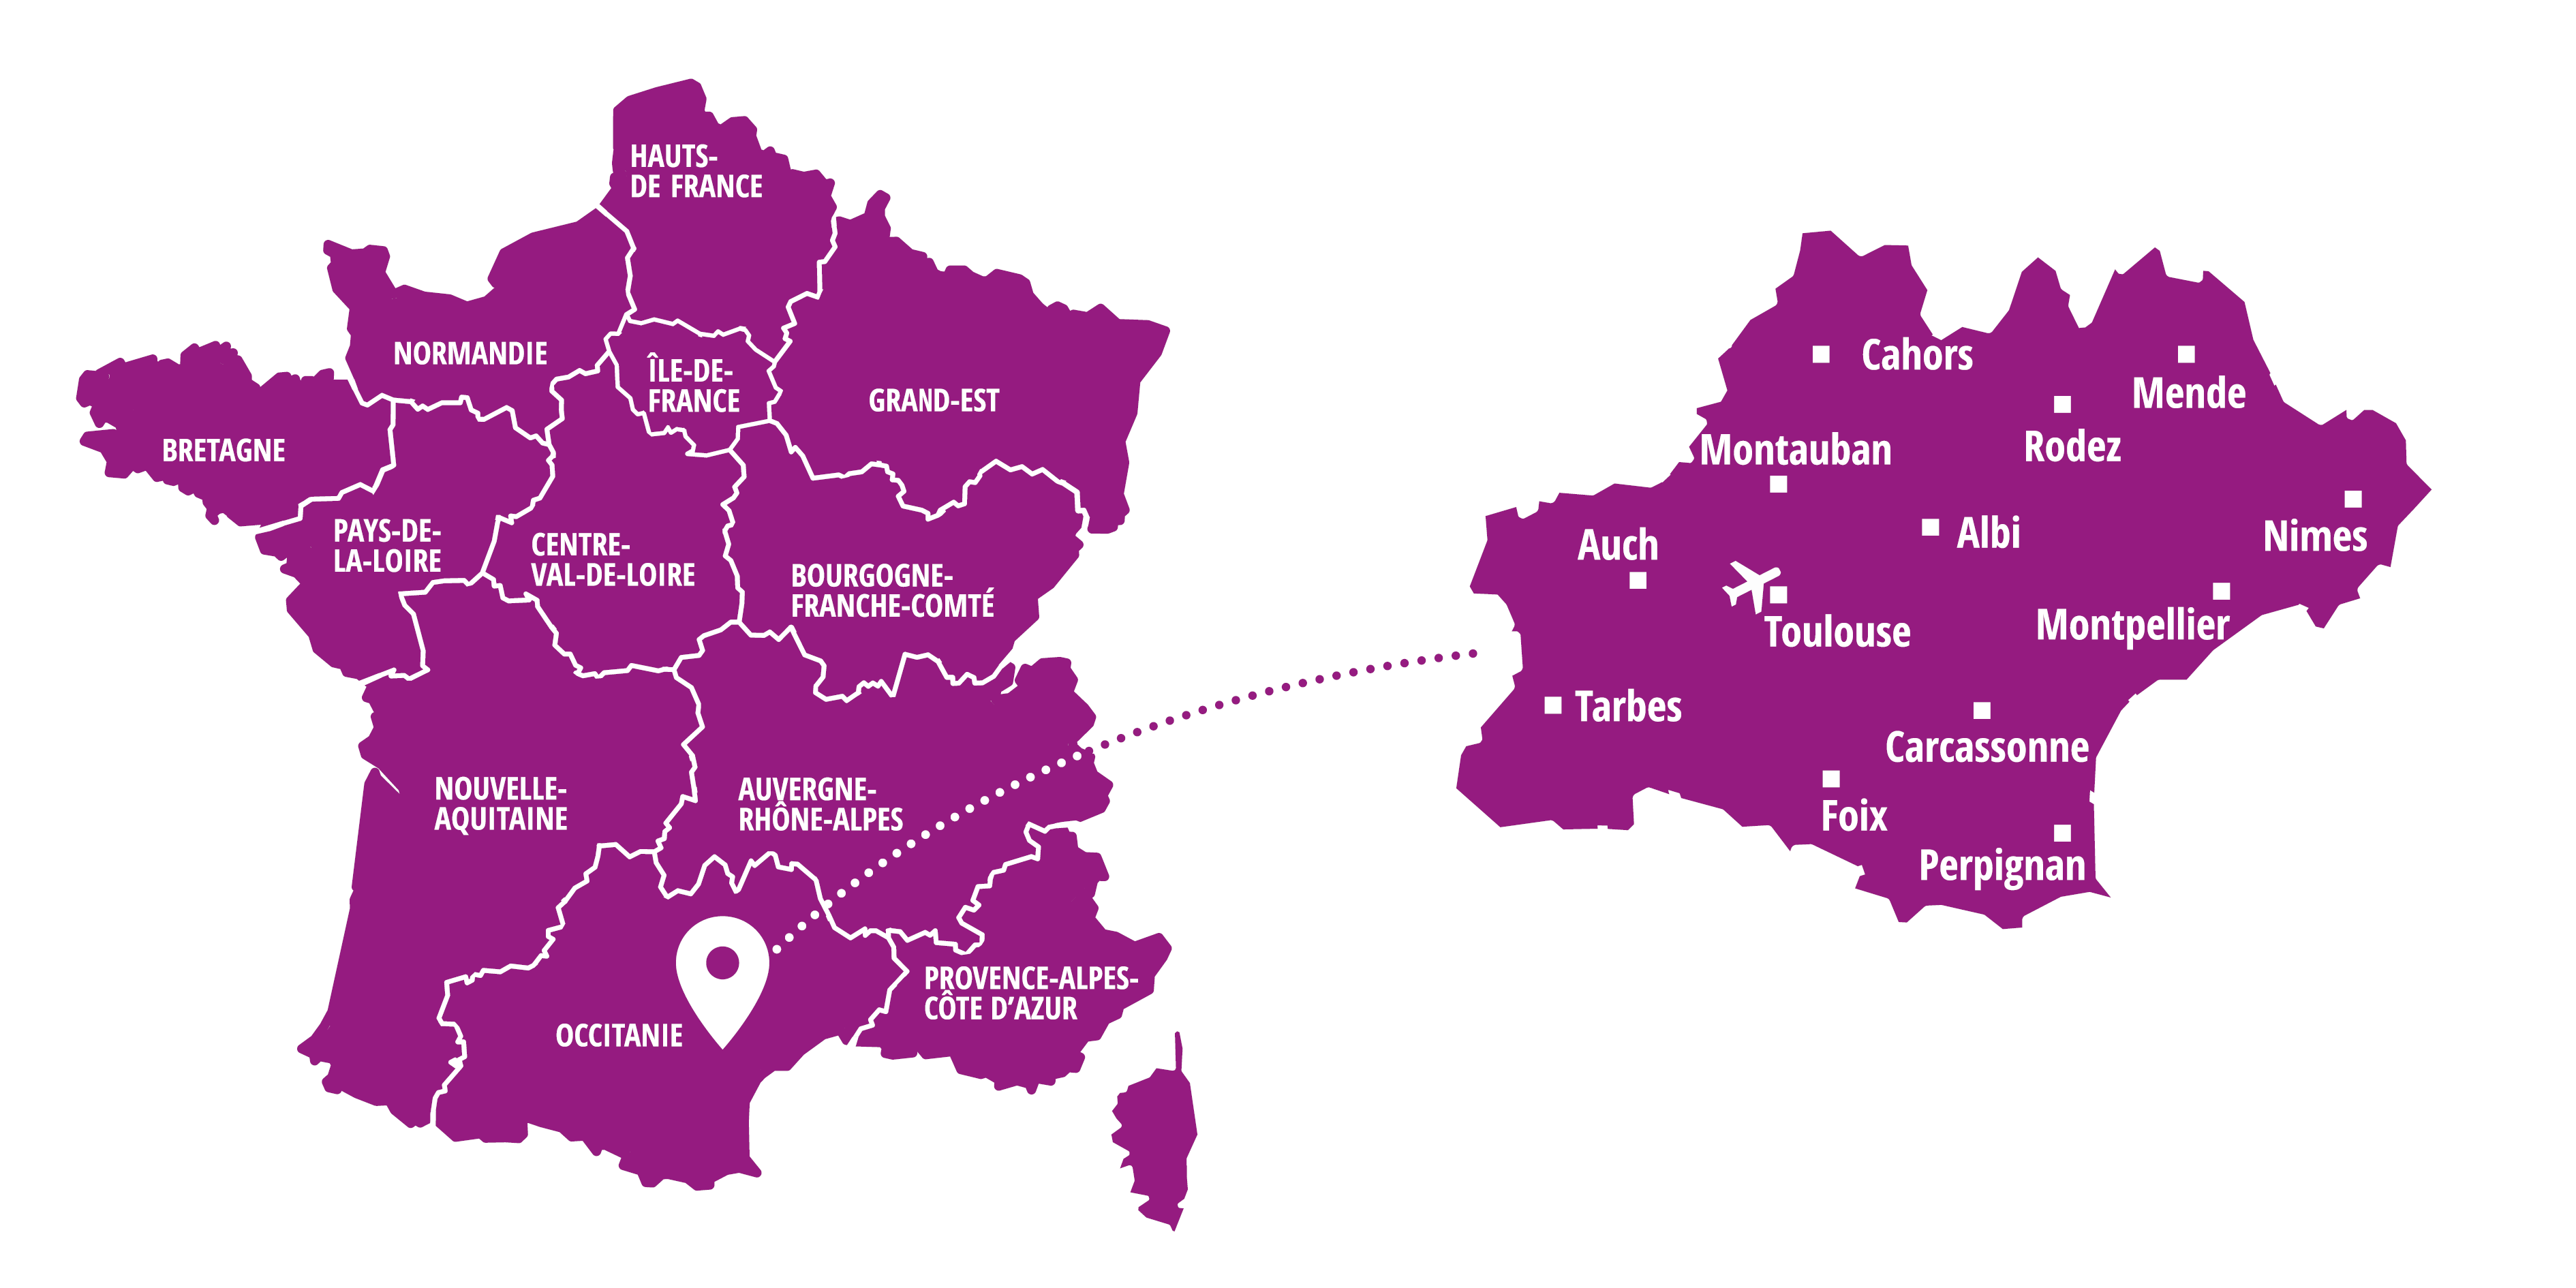 HAUTS-
DE FRANCE
NORMANDIE
ÎLE-DE-
FRANCE
GRAND-EST
BRETAGNE
PAYS-DE-
LA-LOIRE
CENTRE-
VAL-DE-LOIRE
BOURGOGNE-
FRANCHE-COMTÉ
NOUVELLE-
AQUITAINE
AUVERGNE-
RHÔNE-ALPES
PROVENCE-ALPES-
CÔTE D’AZUR
OCCITANIE
Cahors
Mende
Rodez
Montauban
Nimes
Albi
Auch
Montpellier
Toulouse
Tarbes
Carcassonne
Foix
Perpignan